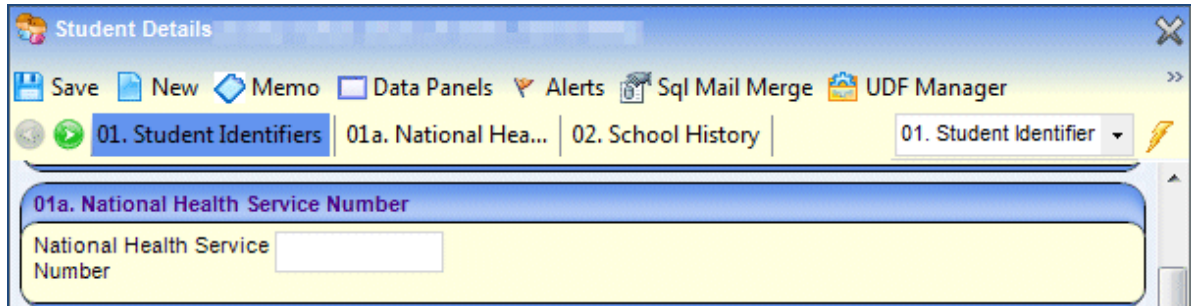 Student Details
Save New Memo Data Panels Alerts Sql Mail Merge UDF Manager »
01. Student Identifiers 01a. National Hea... 02. School History 01. Student Identifier
01a. National Health Service Number
National Health Service
Number